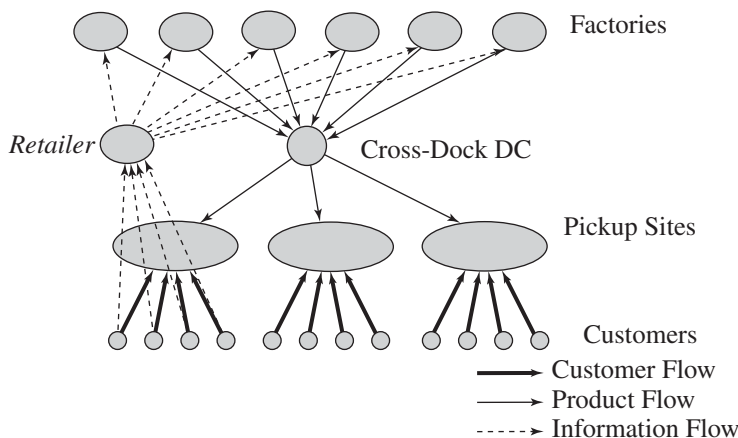 Factories
Retailer
Cross-Dock DC
Pickup Sites
Customers
Customer Flow
Product Flow
Information Flow